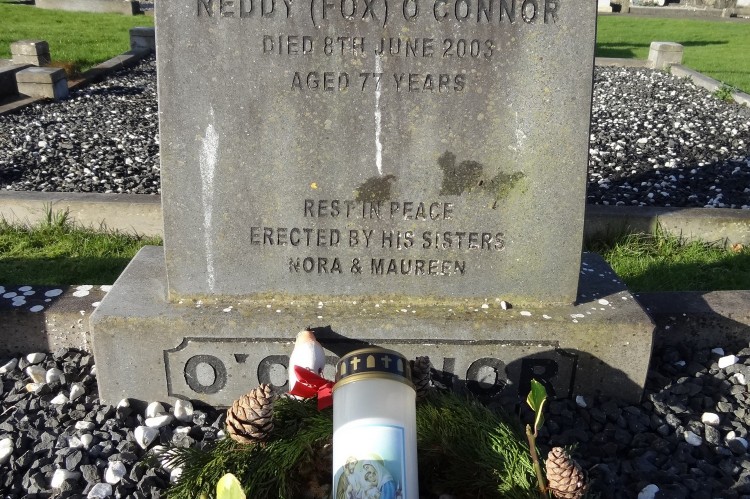 NEDDY (FOX) O'CONNOR
DIED 8TH JUNE 2003
AGED 77 YEARS
REST IN PEACE
ERECTED BY HIS SISTERS
NORA & MAUREEN
O'CONNOR